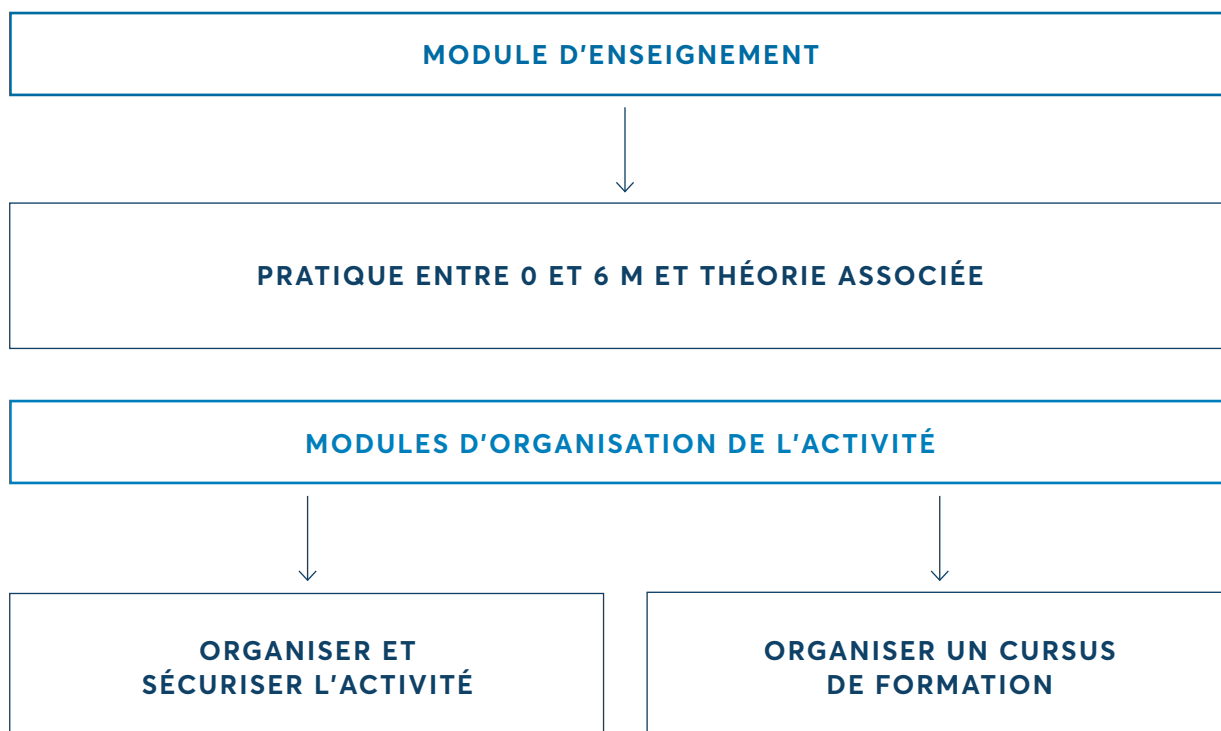 MODULE D'ENSEIGNEMENT
PRATIQUE ENTRE 0 ET 6 M ET THÉORIE ASSOCIÉE
MODULES D'ORGANISATION DE L'ACTIVITÉ
ORGANISER ET
SÉCURISER L'ACTIVITÉ
ORGANISER UN CURSUS
DE FORMATION